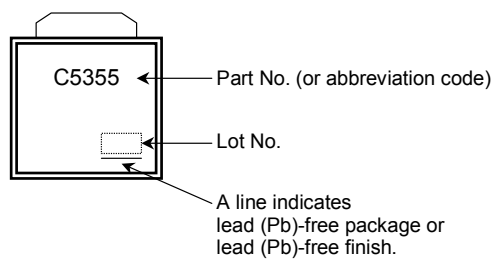 C5355
Part No. (or abbreviation code)
Lot No.
A line indicates
lead (Pb)-free package or
lead (Pb)-free finish.